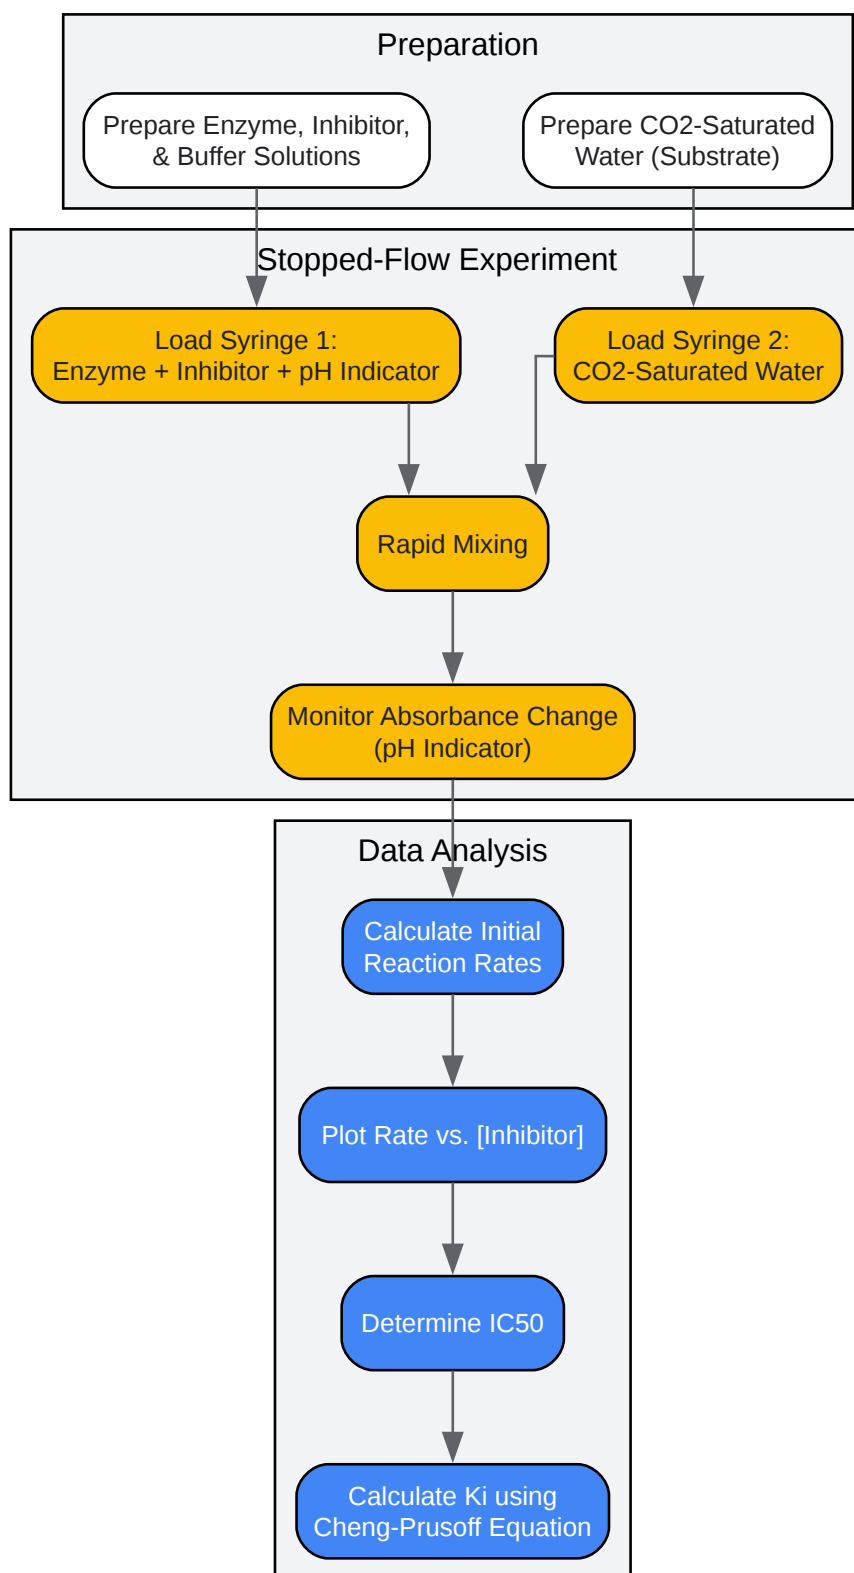 Preparation
Prepare Enzyme, Inhibitor,
& Buffer Solutions
Prepare CO2-Saturated
Water (Substrate)
Stopped-Flow Experiment
Load Syringe 1:
Enzyme + Inhibitor + pH Indicator
Load Syringe 2:
CO2-Saturated Water
Rapid Mixing
Monitor Absorbance Change
(pH Indicator)
Data Analysis
Calculate Initial
Reaction Rates
Plot Rate vs. [Inhibitor]
Determine IC50
Calculate Ki using
Cheng-Prusoff Equation